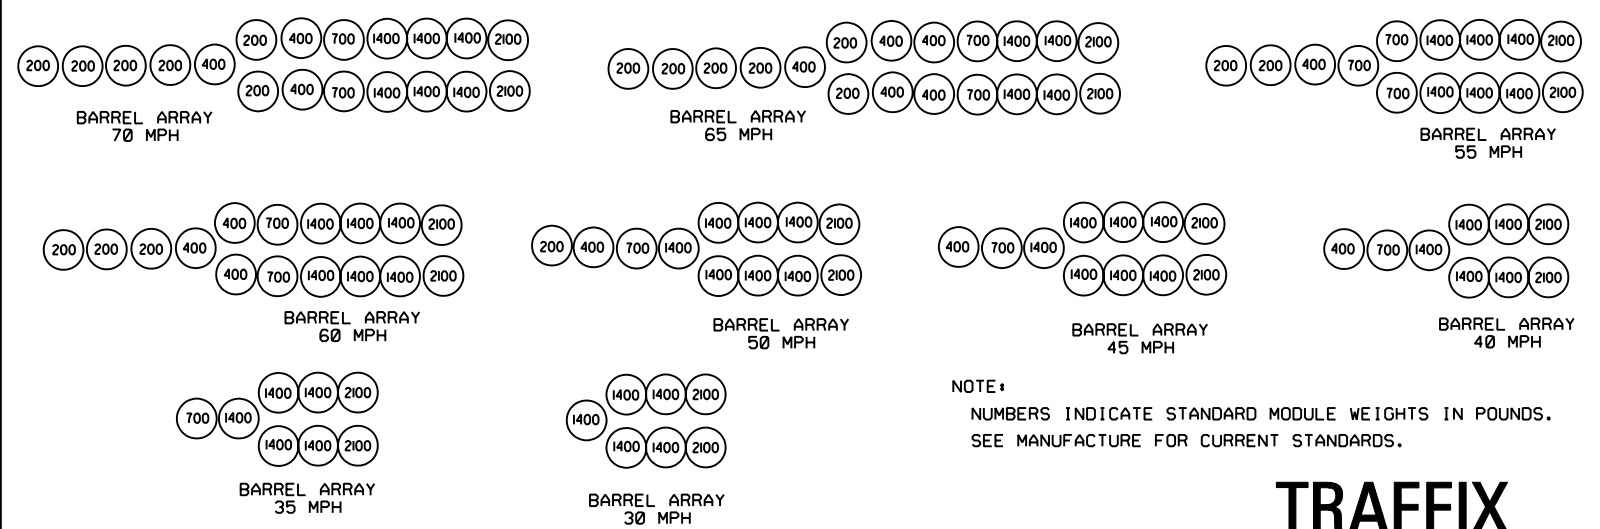 200 400 700 1400 1400 1400 2100
200 200 200 200 400
200 400 700 1400 1400 1400 2100
BARREL ARRAY
70 MPH
200 400 400 700 1400 1400 2100
200 200 200 200 400
200 400 400 700 1400 1400 2100
BARREL ARRAY
65 MPH
700 1400 1400 1400 2100
200 200 400 700
700 1400 1400 1400 2100
BARREL ARRAY
55 MPH
400 700 1400 1400 1400 2100
200 200 200 400
400 700 1400 1400 1400 2100
BARREL ARRAY
60 MPH
1400 1400 1400 2100
200 400 700 1400
1400 1400 1400 2100
BARREL ARRAY
50 MPH
1400 1400 1400 2100
400 700 1400
1400 1400 1400 2100
BARREL ARRAY
45 MPH
1400 1400 2100
400 700 1400
1400 1400 2100
BARREL ARRAY
40 MPH
1400 1400 2100
700 1400
1400 1400 2100
BARREL ARRAY
35 MPH
1400 1400 2100
1400
1400 1400 2100
BARREL ARRAY
30 MPH
NOTE:
NUMBERS INDICATE STANDARD MODULE WEIGHTS IN POUNDS.
SEE MANUFACTURE FOR CURRENT STANDARDS.
TRAFFIX